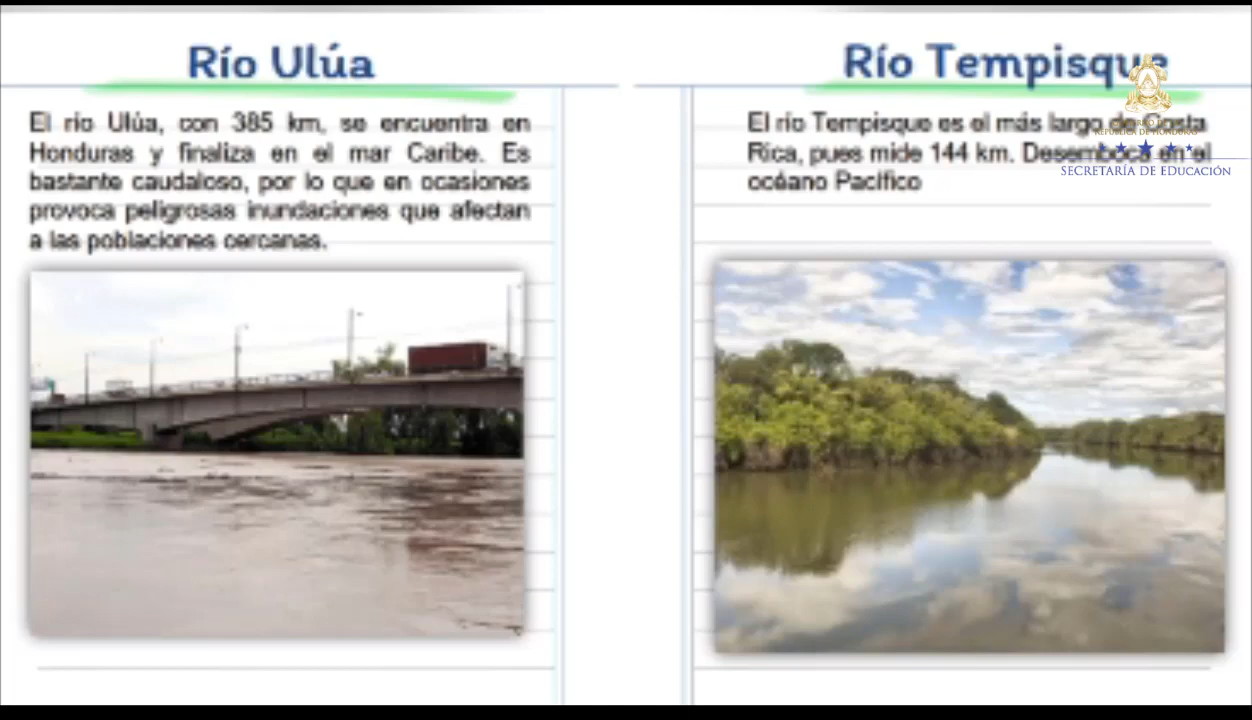 Río Ulúa
El río Ulúa, con 385 km, se encuentra en
Honduras y finaliza en el mar Caribe. Es
bastante caudaloso, por lo que en ocasiones
provoca peligrosas inundaciones que afectan
a las poblaciones cercanas.
Río Tempisque
El río Tempisque es el más largo de Costa
Rica, pues mide 144 km. Desemboca en el
océano Pacífico
REPÚBLICA DE HONDURAS
SECRETARÍA DE EDUCACIÓN